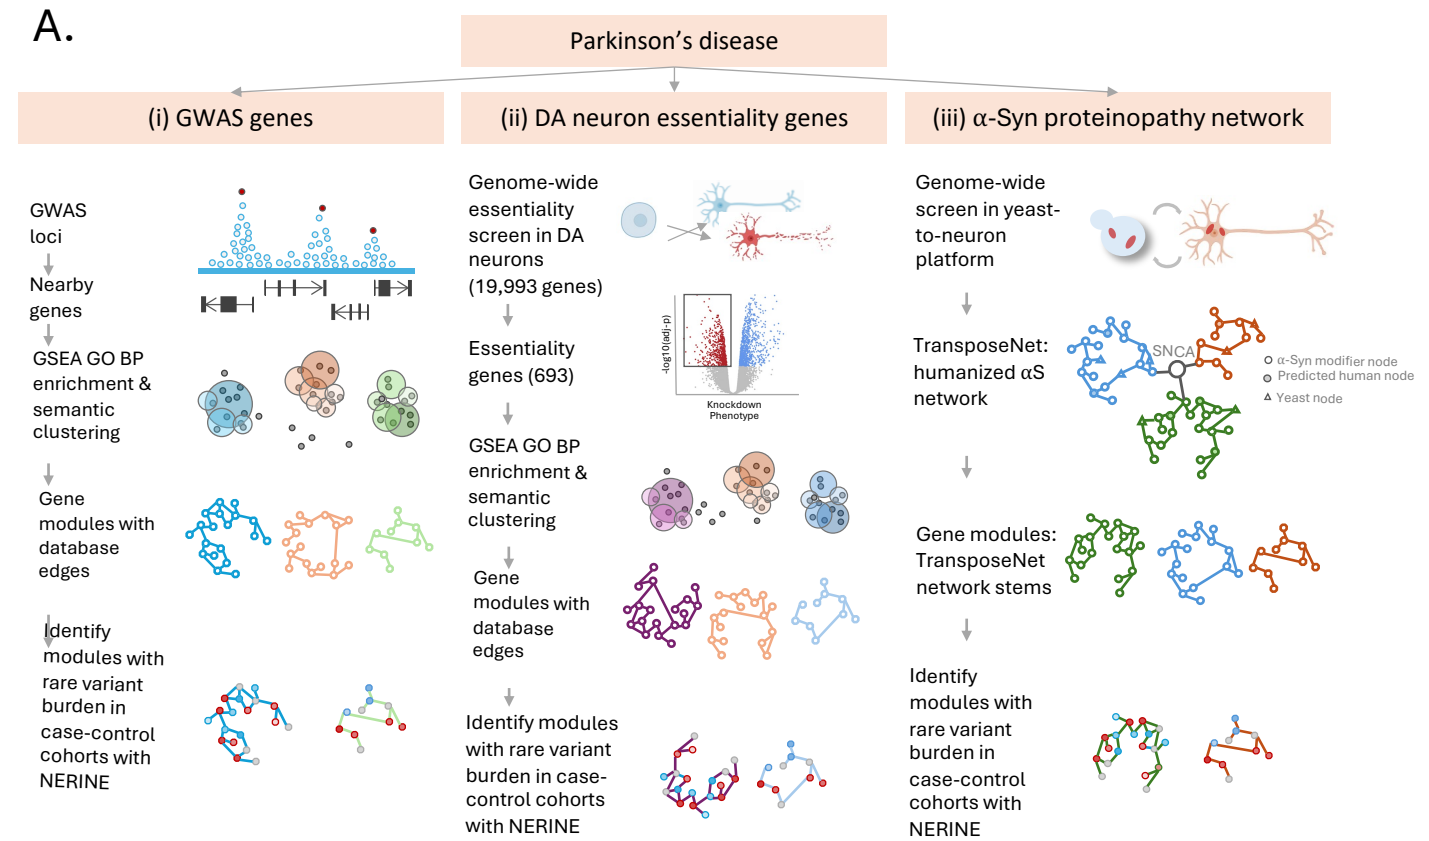 A.
Parkinson's disease
(i) GWAS genes
GWAS
loci
Nearby
genes
GSEA GO BP
enrichment &
semantic
clustering
Gene
modules with
database
edges
Identify
modules with
rare variant
burden in
case-control
cohorts with
NERINE
(ii) DA neuron essentiality genes
Genome-wide
essentiality
screen in DA
neurons
(19,993 genes)
-log10(adj-p)
Knockdown
Phenotype
Essentiality
genes (693)
GSEA GO BP
enrichment &
semantic
clustering
Gene
modules with
database
edges
Identify modules
with rare variant
burden in case-
control cohorts
with NERINE
(iii) α-Syn proteinopathy network
Genome-wide
screen in yeast-
to-neuron
platform
TransposeNet:
humanized αS
network
SNCA
α-Syn modifier node
Predicted human node
Yeast node
Gene modules:
TransposeNet
network stems
Identify
modules with
rare variant
burden in
case-control
cohorts with
NERINE